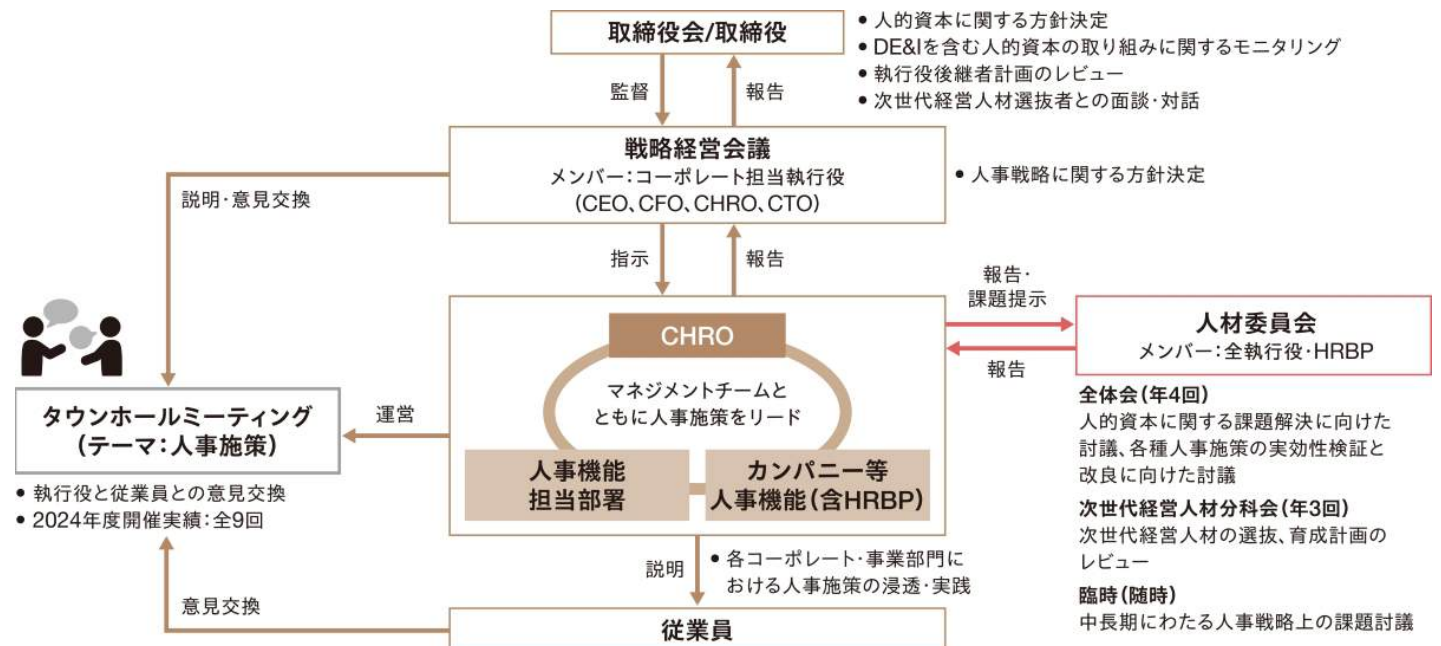 取締役会/取締役
• 人的資本に関する方針決定
• DE&Iを含む人的資本の取り組みに関するモニタリング
• 執行役後継者計画のレビュー
• 次世代経営人材選抜者との面談・対話
監督
報告
戦略経営会議
メンバー：コーポレート担当執行役
(CEO、CFO、CHRO、CTO)
• 人事戦略に関する方針決定
説明・意見交換
指示
報告
CHRO
マネジメントチームと
ともに人事施策をリード
人事機能
担当部署
カンパニー等
人事機能(含HRBP)
報告・
課題提示
報告
人材委員会
メンバー：全執行役・HRBP
全体会(年4回)
人的資本に関する課題解決に向けた
討議、各種人事施策の実効性検証と
改良に向けた討議
次世代経営人材分科会(年3回)
次世代経営人材の選抜、育成計画の
レビュー
臨時(随時)
中長期にわたる人事戦略上の課題討議
運営
タウンホールミーティング
(テーマ：人事施策)
• 執行役と従業員との意見交換
• 2024年度開催実績：全9回
説明
• 各コーポレート・事業部門に
おける人事施策の浸透・実践
意見交換
従業員